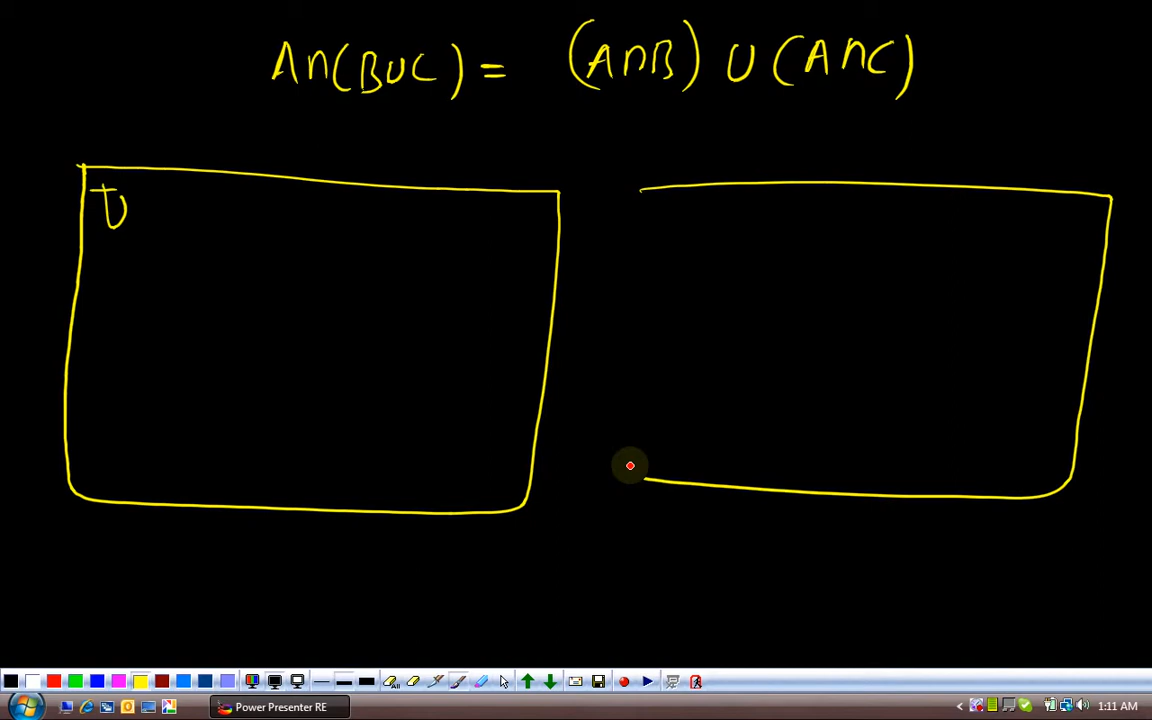 A∩(B∪C) = (A∩B) ∪ (A∩C)
U
Power Presenter RE
1:11 AM